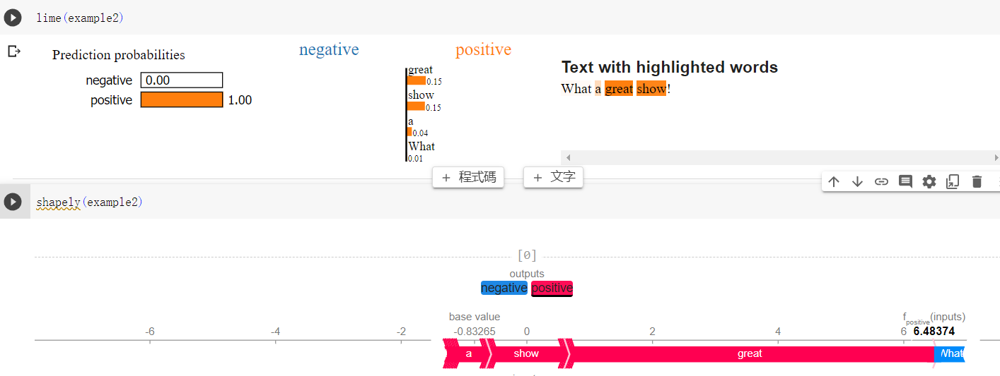 lime(example2)
Prediction probabilities
negative 0.00
positive 1.00
negative positive
great
0.15
show
0.15
a
0.04
What
0.01
Text with highlighted words
What a great show!
+ 程式碼 + 文字
shapely(example2)
[0]
outputs
negative positive
base value fpositive(inputs)
-6 -4 -2 -0.83265 0 2 4 6 6.48374
a show great What